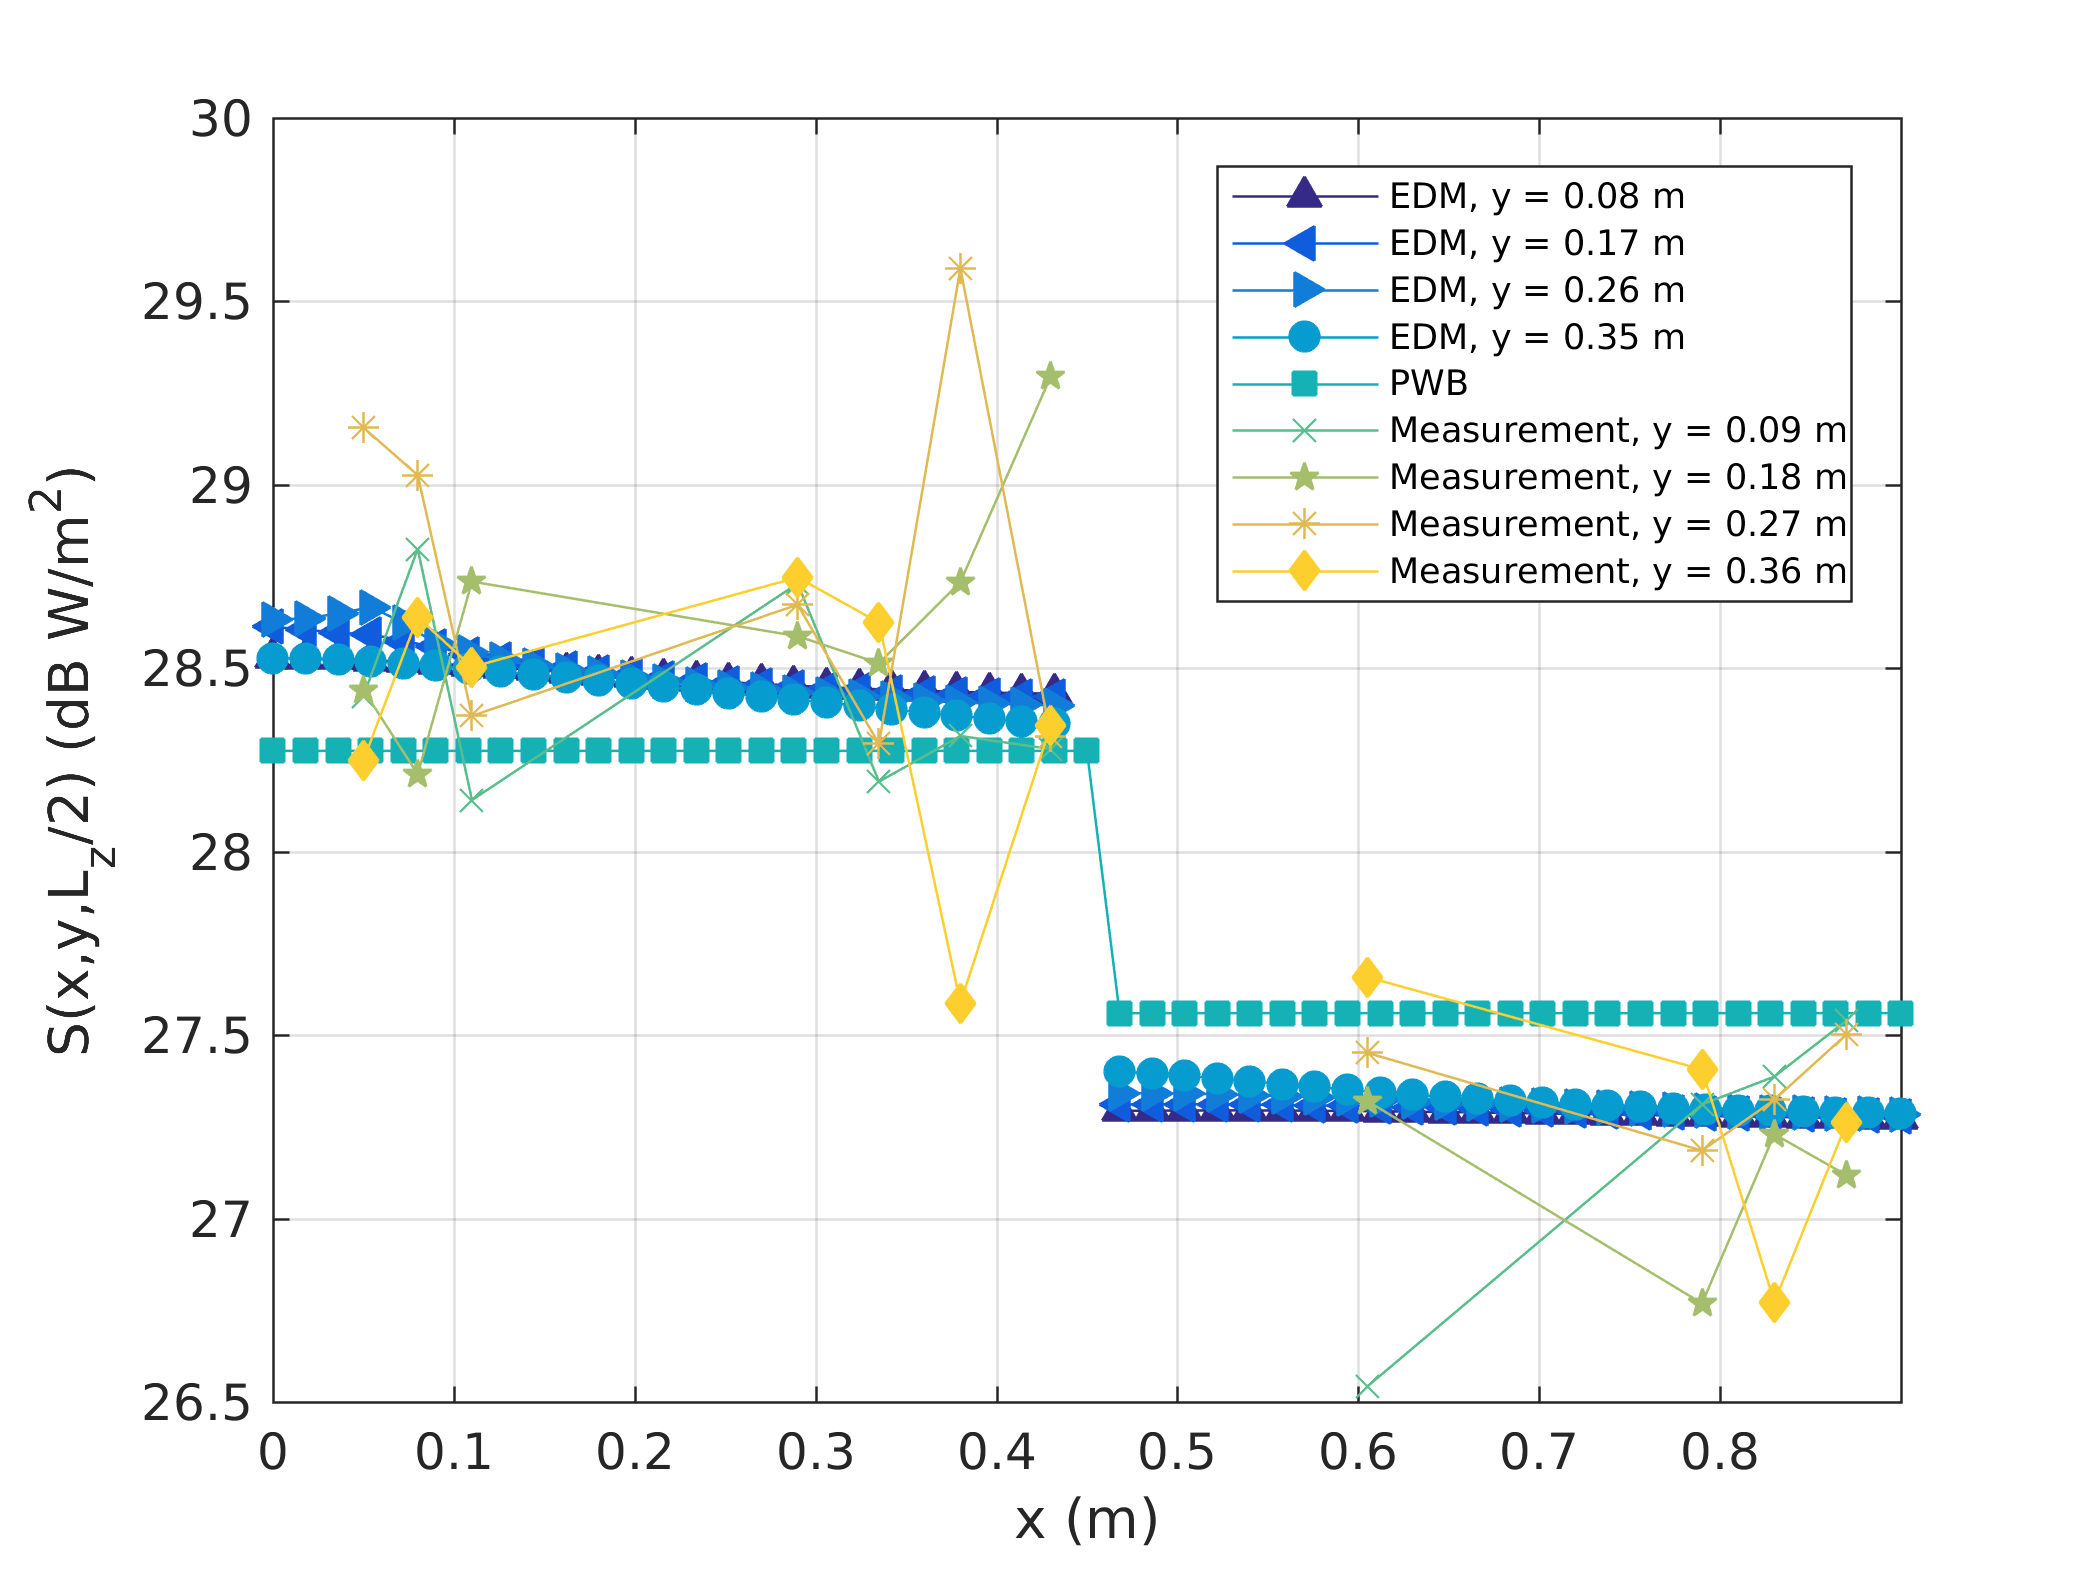 30
29.5
29
28.5
28
27.5
27
26.5
0 0.1 0.2 0.3 0.4 0.5 0.6 0.7 0.8
x (m)
S(x,y,L_z/2) (dB W/m^2)
EDM, y = 0.08 m
EDM, y = 0.17 m
EDM, y = 0.26 m
EDM, y = 0.35 m
PWB
Measurement, y = 0.09 m
Measurement, y = 0.18 m
Measurement, y = 0.27 m
Measurement, y = 0.36 m